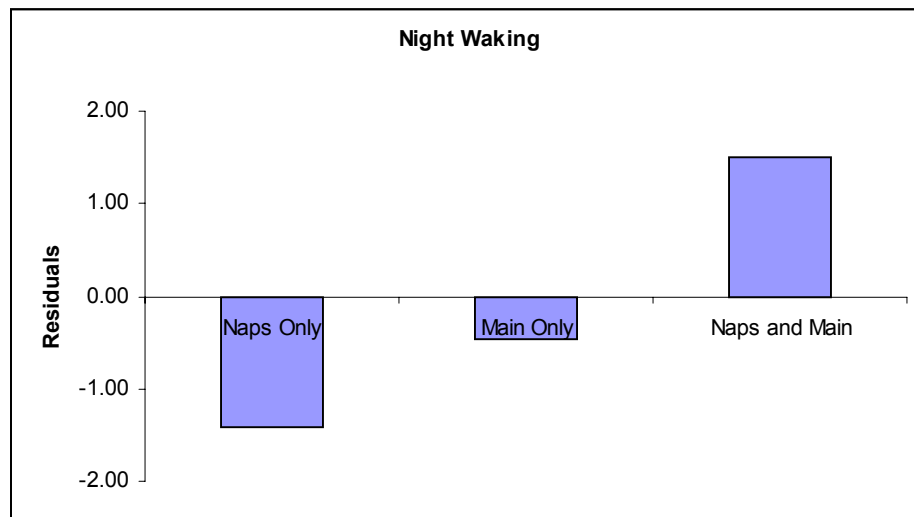 Night Waking
2.00
1.00
0.00
-1.00
-2.00
Residuals
Naps Only
Main Only
Naps and Main